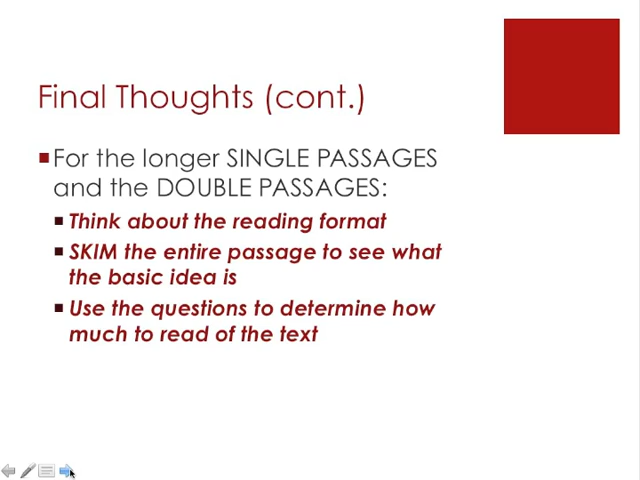 Final Thoughts (cont.)
For the longer SINGLE PASSAGES
and the DOUBLE PASSAGES:
Think about the reading format
SKIM the entire passage to see what
the basic idea is
Use the questions to determine how
much to read of the text